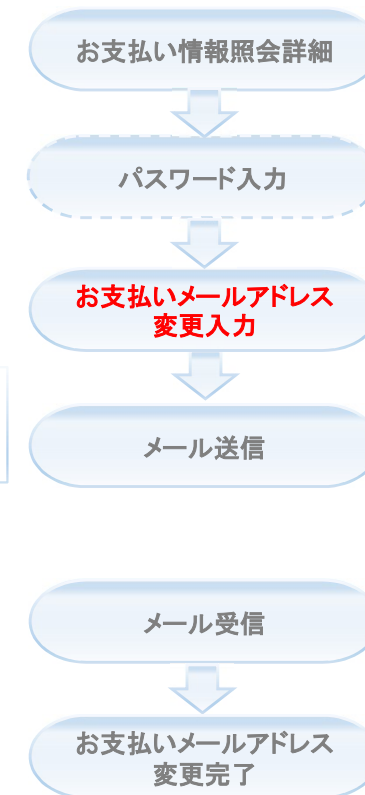 お支払い情報照会詳細
パスワード入力
お支払いメールアドレス
変更入力
メール送信
メール受信
お支払いメールアドレス
変更完了